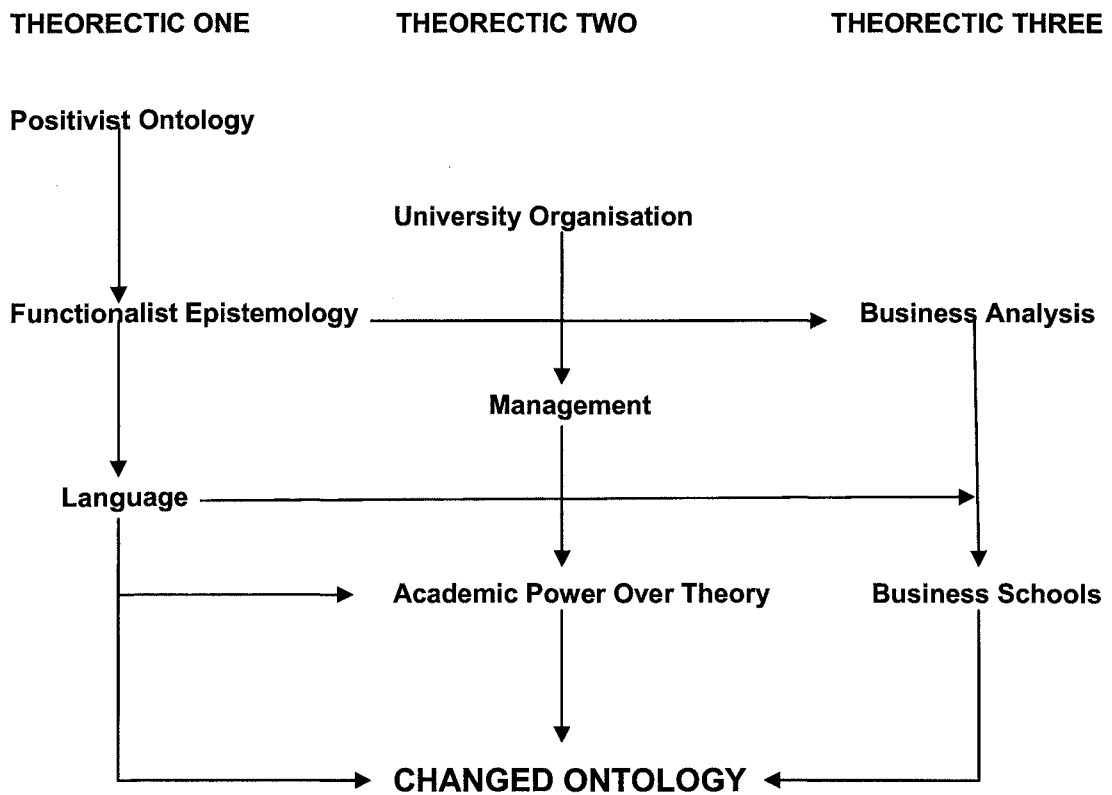 THEORECTIC ONE
THEORECTIC TWO
THEORECTIC THREE
Positivist Ontology
University Organisation
Functionalist Epistemology
Business Analysis
Management
Language
Academic Power Over Theory
Business Schools
CHANGED ONTOLOGY